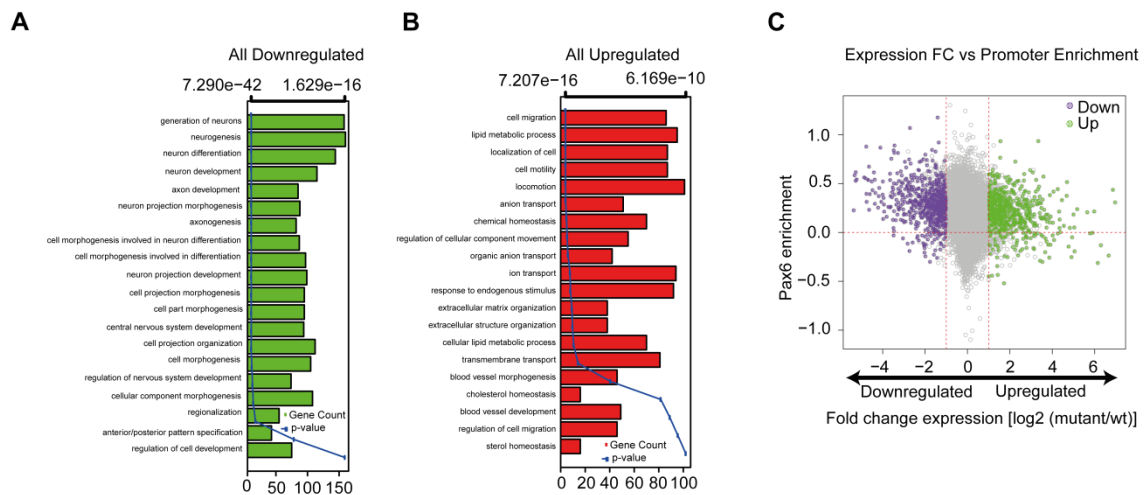 A
All Downregulated
7.290e−42
1.629e−16
generation of neurons
neurogenesis
neuron differentiation
neuron development
axon development
neuron projection morphogenesis
axonogenesis
cell morphogenesis involved in neuron differentiation
cell morphogenesis involved in differentiation
neuron projection development
cell projection morphogenesis
cell part morphogenesis
central nervous system development
cell projection organization
cell morphogenesis
regulation of nervous system development
cellular component morphogenesis
regionalization
anterior/posterior pattern specification
regulation of cell development
Gene Count
p-value
0 50 100 150
B
All Upregulated
7.207e−16
6.169e−10
cell migration
lipid metabolic process
localization of cell
cell motility
locomotion
anion transport
chemical homeostasis
regulation of cellular component movement
organic anion transport
ion transport
response to endogenous stimulus
extracellular matrix organization
extracellular structure organization
cellular lipid metabolic process
transmembrane transport
blood vessel morphogenesis
cholesterol homeostasis
blood vessel development
regulation of cell migration
sterol homeostasis
Gene Count
p-value
0 20 40 60 80 100
C
Expression FC vs Promoter Enrichment
Down
Up
1.0
0.5
0.0
−0.5
−1.0
Pax6 enrichment
−4 −2 0 2 4 6
Downregulated
Upregulated
Fold change expression [log2 (mutant/wt)]